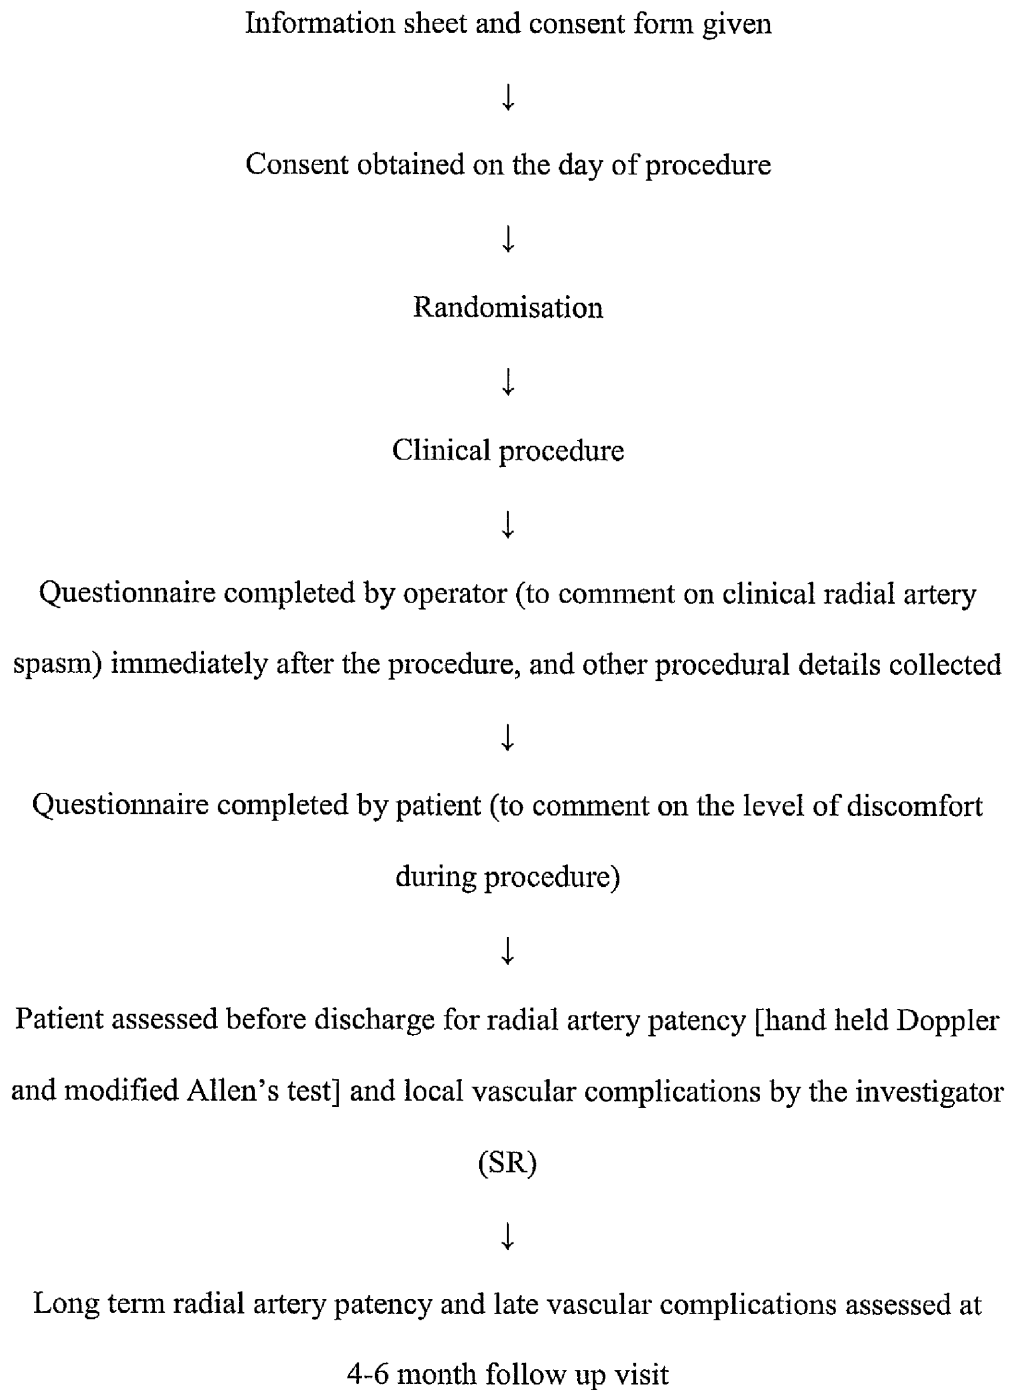 Information sheet and consent form given
↓
Consent obtained on the day of procedure
↓
Randomisation
↓
Clinical procedure
↓
Questionnaire completed by operator (to comment on clinical radial artery
spasm) immediately after the procedure, and other procedural details collected
↓
Questionnaire completed by patient (to comment on the level of discomfort
during procedure)
↓
Patient assessed before discharge for radial artery patency [hand held Doppler
and modified Allen's test] and local vascular complications by the investigator
(SR)
↓
Long term radial artery patency and late vascular complications assessed at
4-6 month follow up visit